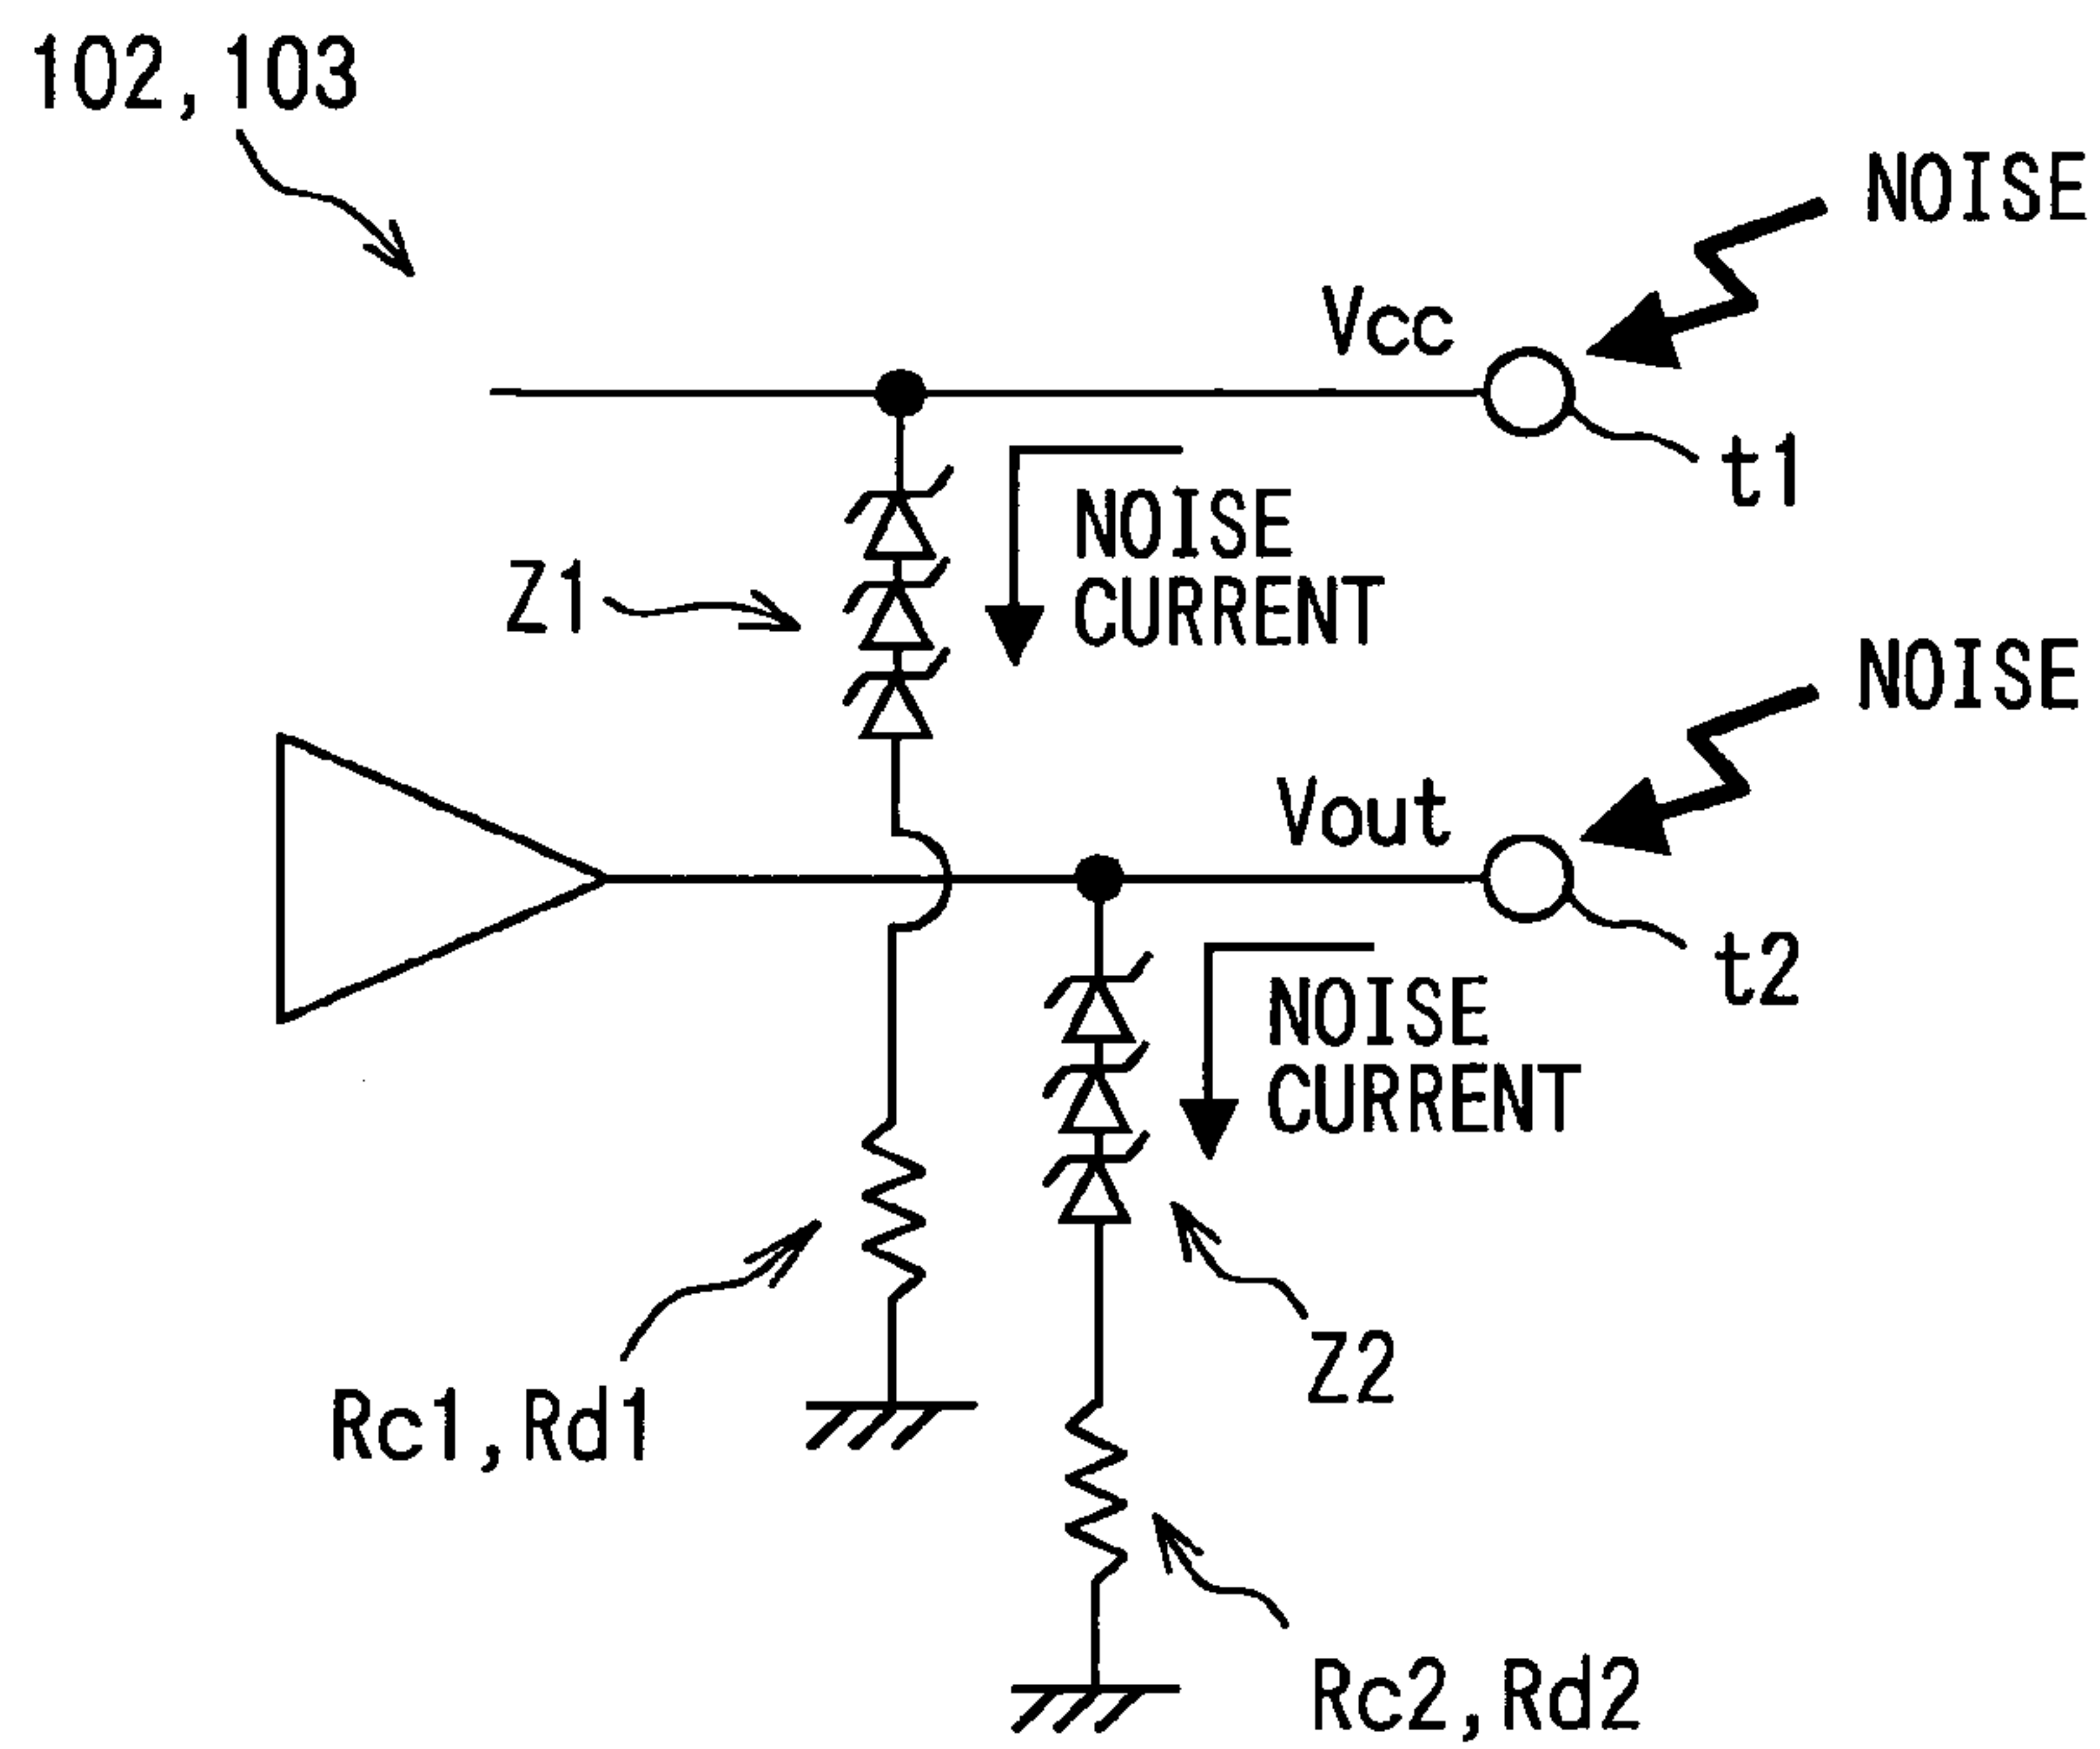 102,103
NOISE
Vcc
t1
NOISE
CURRENT
Z1
NOISE
Vout
t2
NOISE
CURRENT
Z2
Rc1,Rd1
Rc2,Rd2